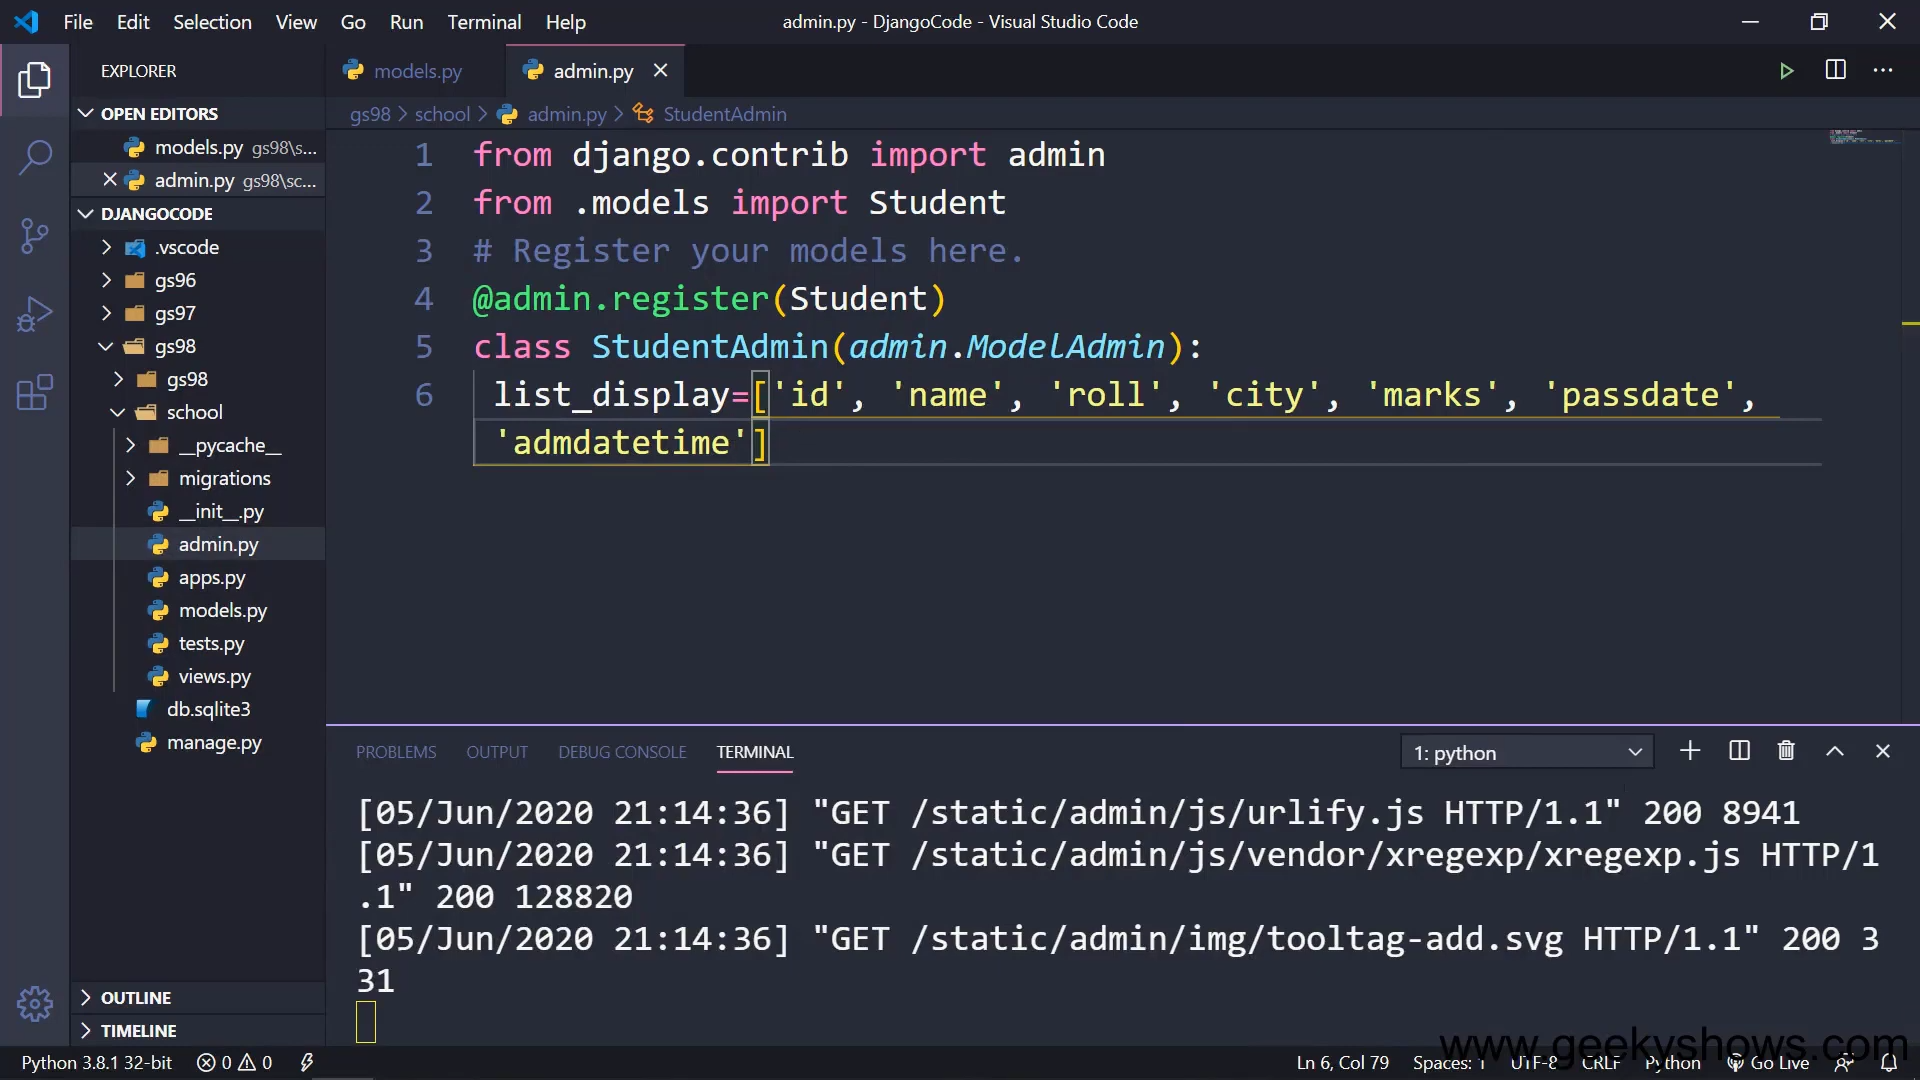 File Edit Selection View Go Run Terminal Help
admin.py - DjangoCode - Visual Studio Code
EXPLORER
OPEN EDITORS
models.py gs98\s...
admin.py gs98\sc...
DJANGOCODE
.vscode
gs96
gs97
gs98
gs98
school
__pycache__
migrations
__init__.py
admin.py
apps.py
models.py
tests.py
views.py
db.sqlite3
manage.py
OUTLINE
TIMELINE
models.py admin.py
gs98 > school > admin.py > StudentAdmin
1 from django.contrib import admin
2 from .models import Student
3 # Register your models here.
4 @admin.register(Student)
5 class StudentAdmin(admin.ModelAdmin):
6 list_display=['id', 'name', 'roll', 'city', 'marks', 'passdate',
'admdatetime']
PROBLEMS OUTPUT DEBUG CONSOLE TERMINAL
1: python
[05/Jun/2020 21:14:36] "GET /static/admin/js/urlify.js HTTP/1.1" 200 8941
[05/Jun/2020 21:14:36] "GET /static/admin/js/vendor/xregexp/xregexp.js HTTP/1
.1" 200 128820
[05/Jun/2020 21:14:36] "GET /static/admin/img/tooltag-add.svg HTTP/1.1" 200 3
31
www.geekyshows.com
Python 3.8.1 32-bit 0 0
Ln 6, Col 79 Spaces: 1 UTF-8 CRLF Python Go Live